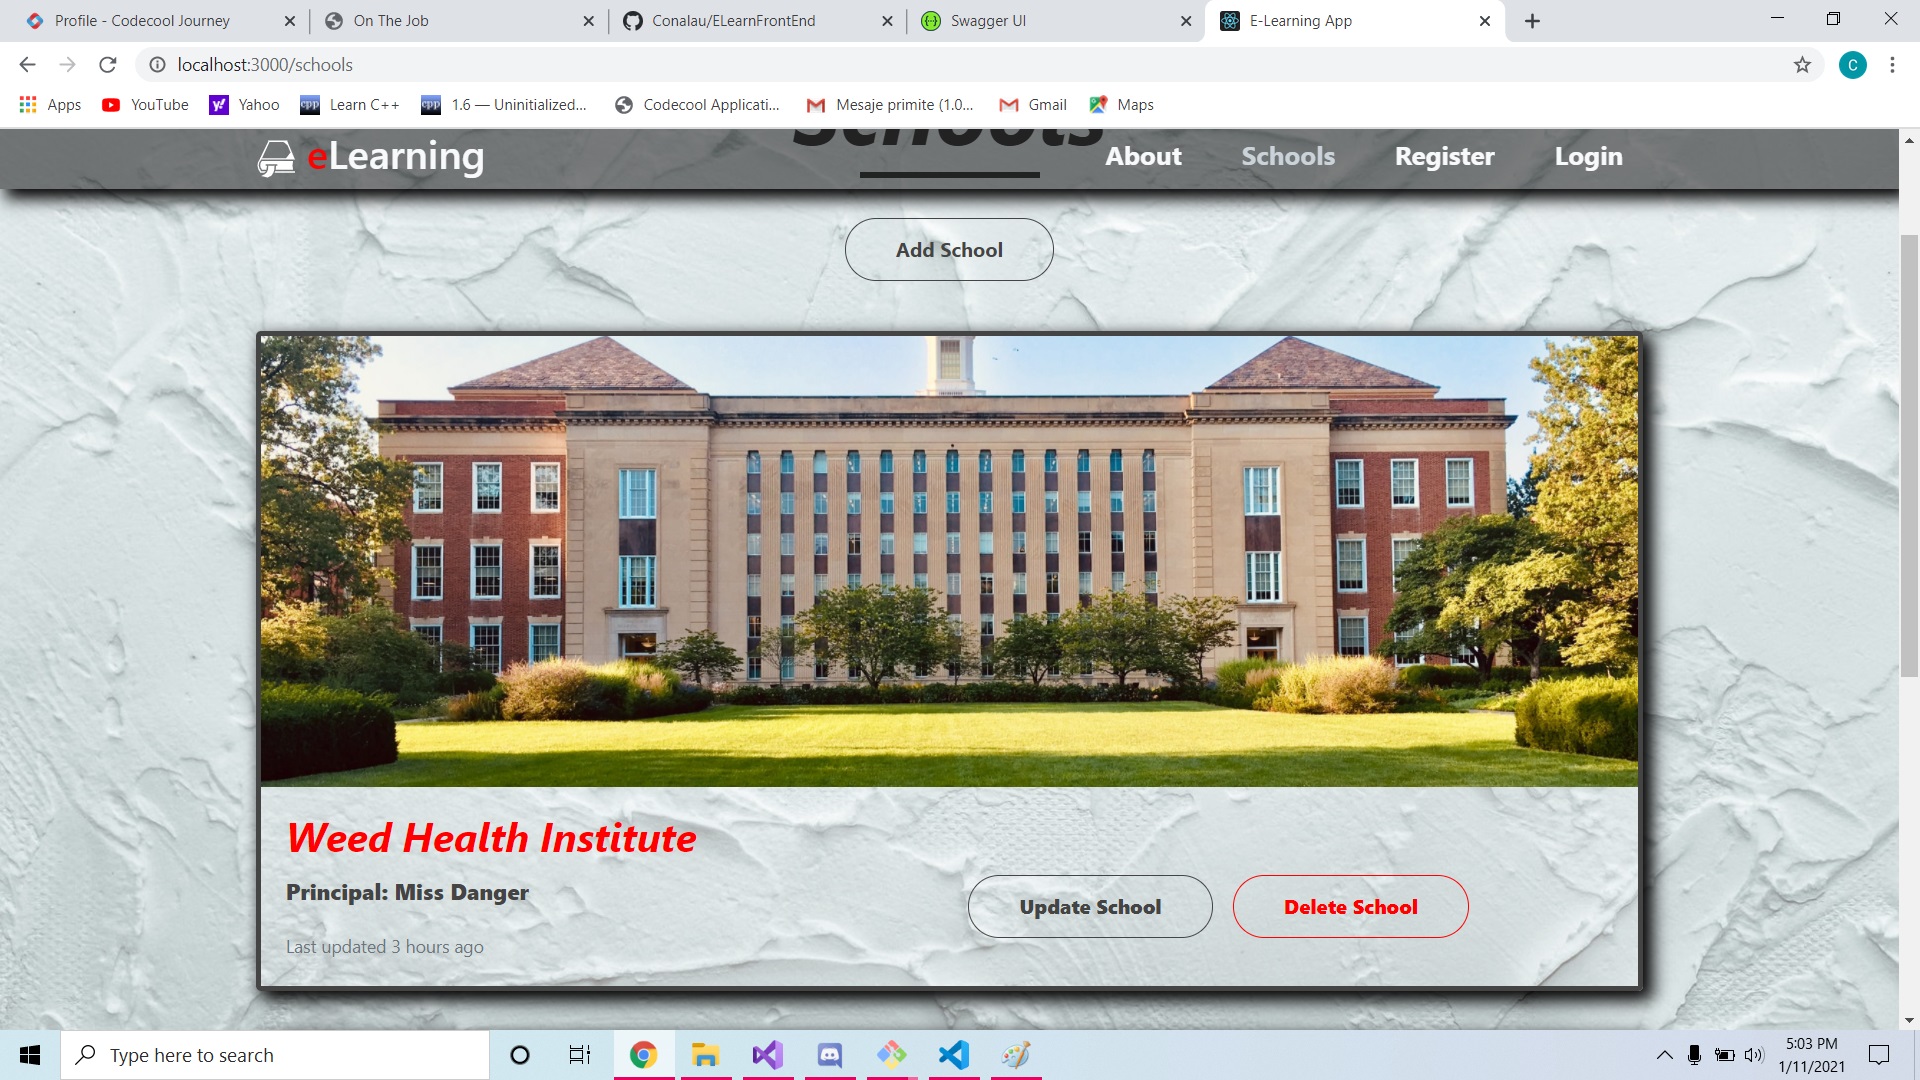 Profile - Codecool Journey
On The Job
Conalau/ELearnFrontEnd
Swagger UI
E-Learning App
localhost:3000/schools
C
Apps
YouTube
Yahoo
Learn C++
1.6 — Uninitialized...
Codecool Applicati...
Mesaje primite (1.0...
Gmail
Maps
Schools
eLearning
About
Schools
Register
Login
Add School
Weed Health Institute
Principal: Miss Danger
Last updated 3 hours ago
Update School
Delete School
Type here to search
5:03 PM
1/11/2021